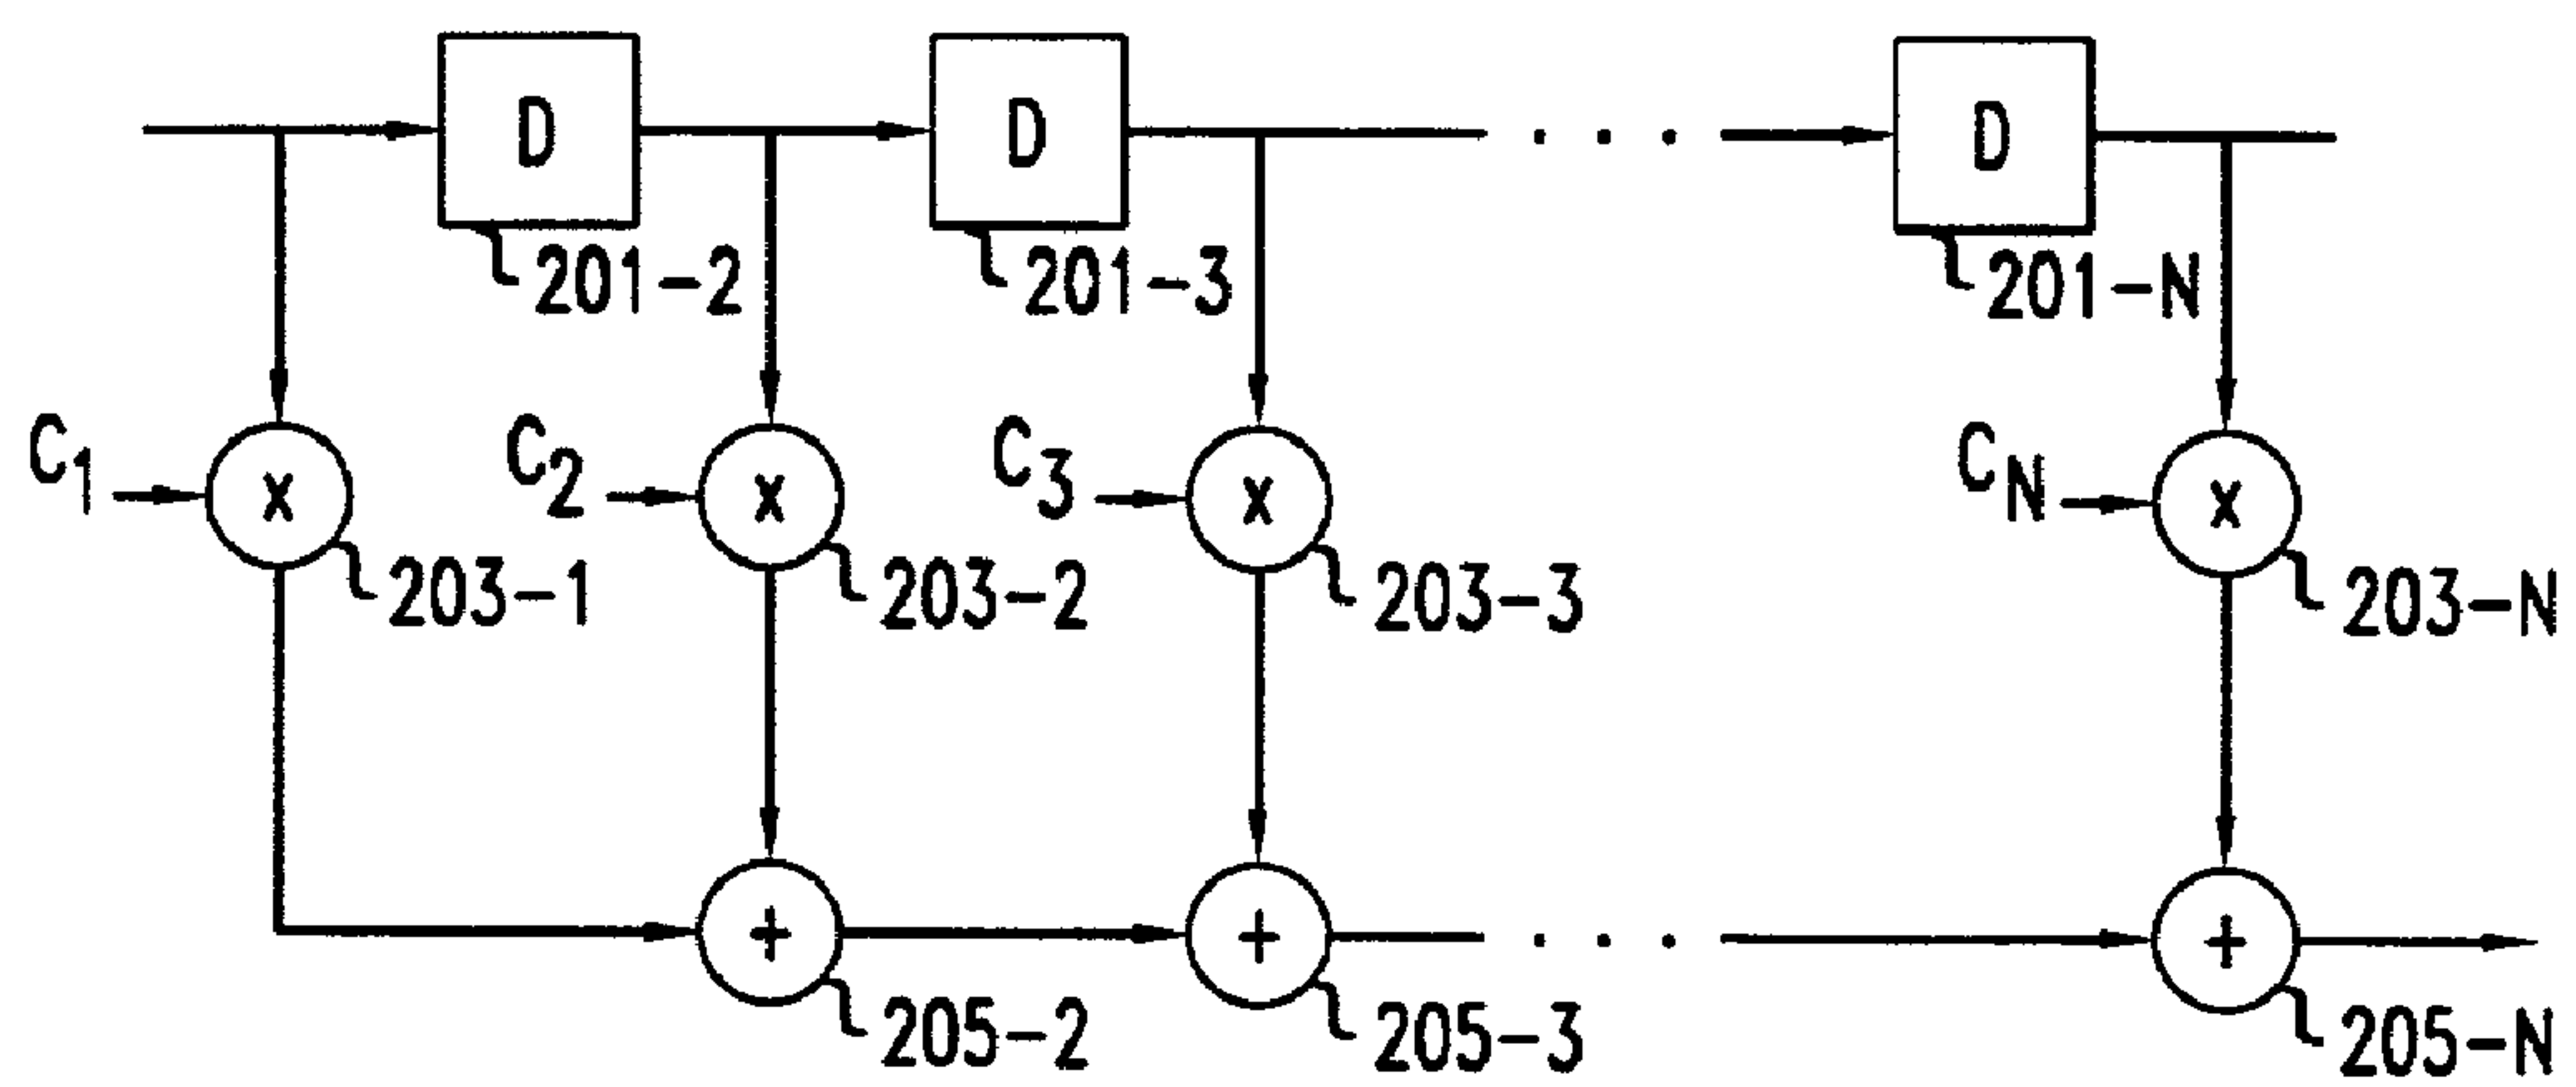 D D . . . D
201-2 201-3 201-N
C1 x C2 x C3 x CN x
203-1 203-2 203-3 203-N
+ + . . . +
205-2 205-3 205-N